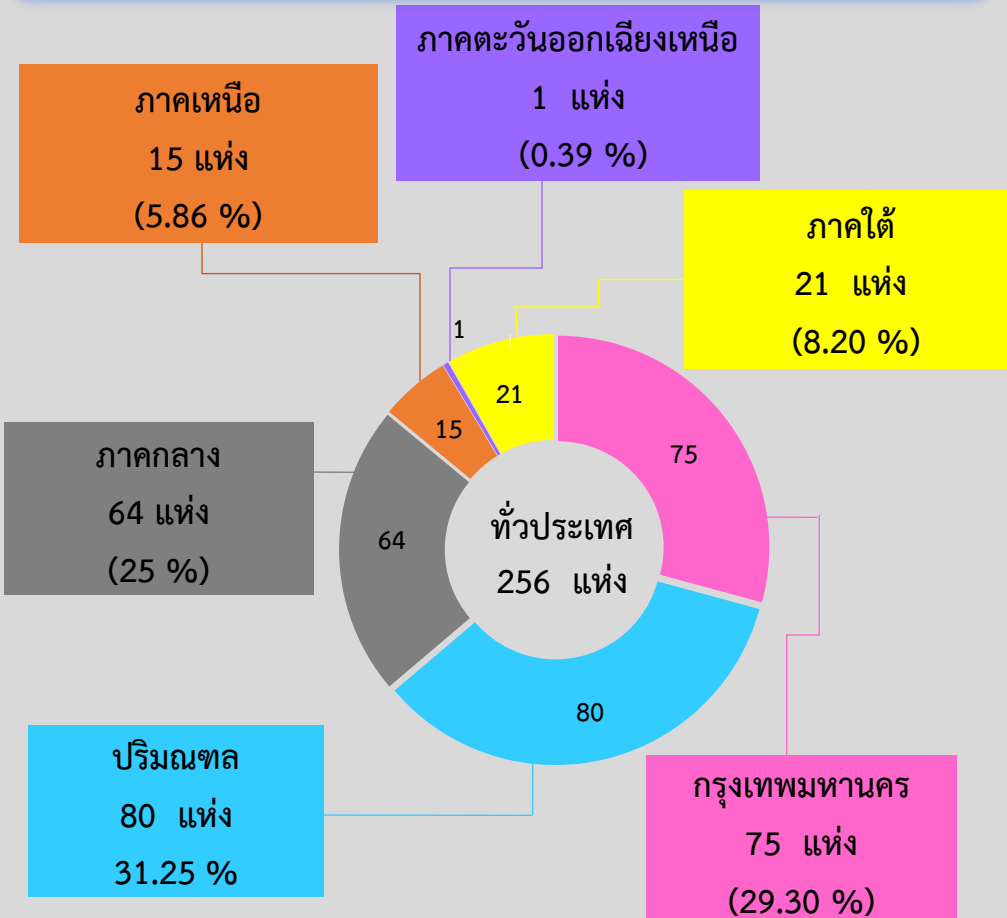 ภาคตะวันออกเฉียงเหนือ
1 แห่ง
(0.39 %)
ภาคเหนือ
15 แห่ง
(5.86 %)
ภาคใต้
21 แห่ง
(8.20 %)
1
21
15
75
ภาคกลาง
64 แห่ง
(25 %)
64
ทั่วประเทศ
256 แห่ง
80
ปริมณฑล
80 แห่ง
31.25 %
กรุงเทพมหานคร
75 แห่ง
(29.30 %)